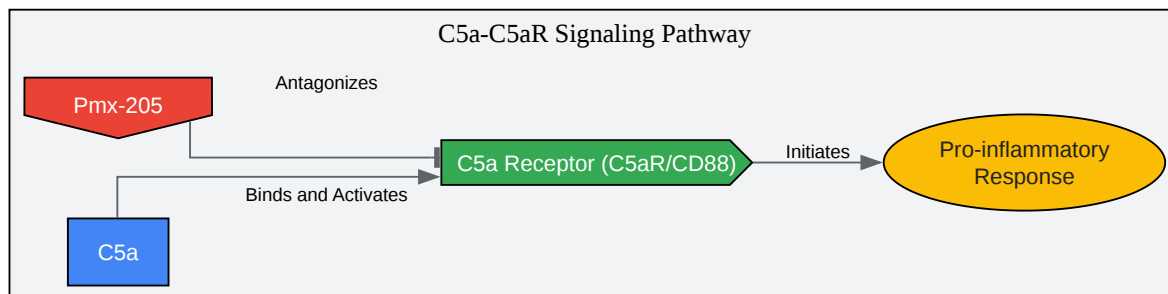 C5a-C5aR Signaling Pathway
Pmx-205
Antagonizes
C5a Receptor (C5aR/CD88)
Initiates
Pro-inflammatory
Response
Binds and Activates
C5a